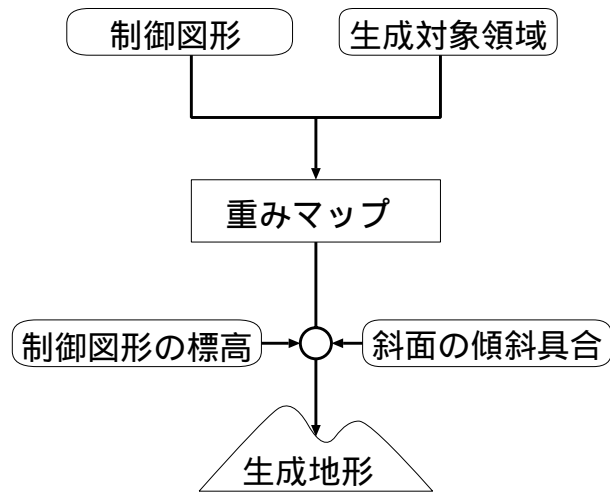 制御図形
生成対象領域
重みマップ
制御図形の標高
斜面の傾斜具合
生成地形